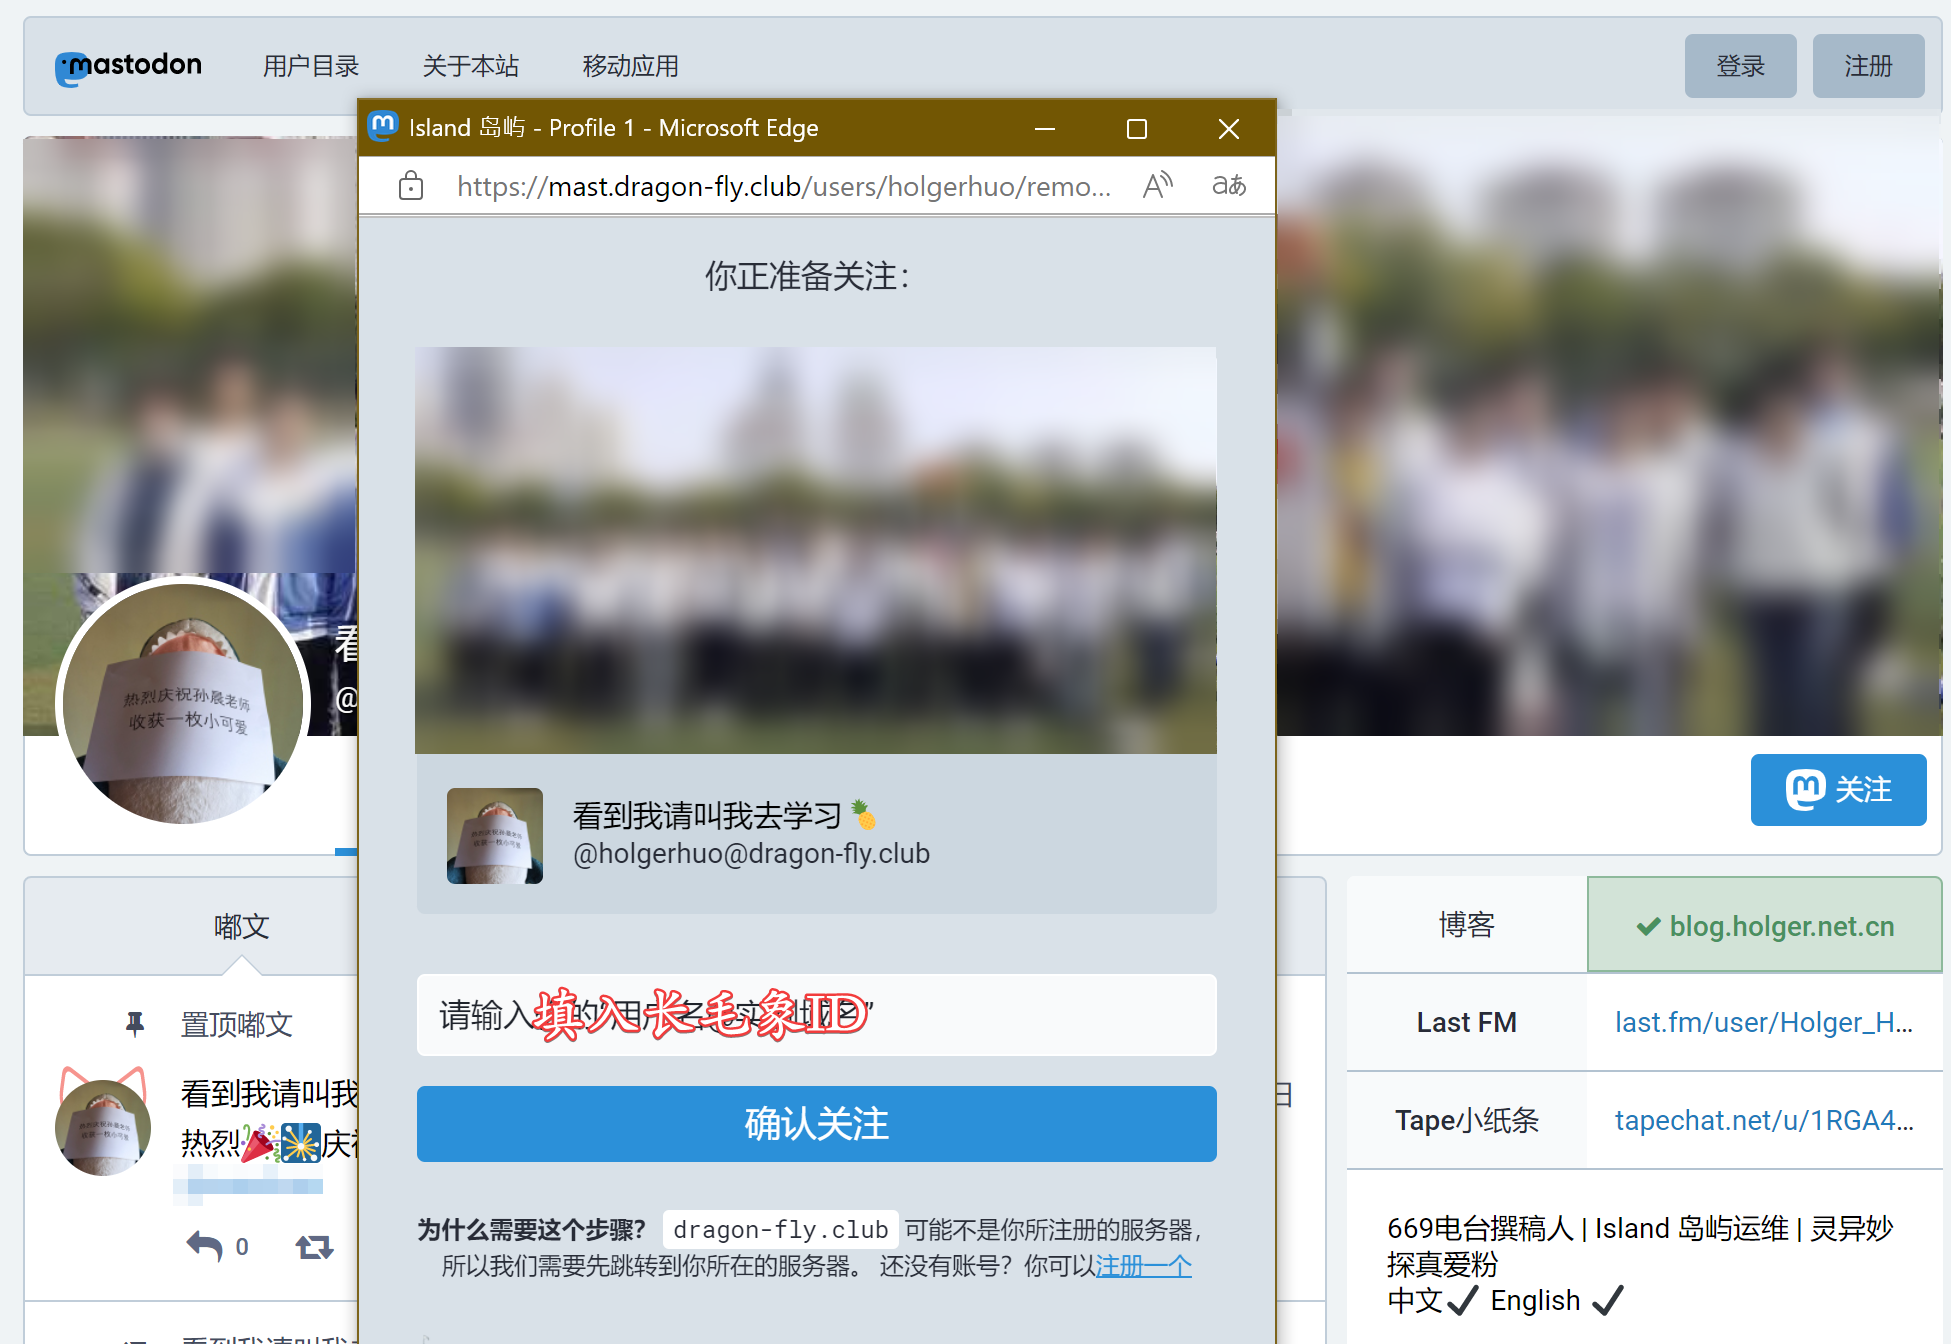 mastodon
用户目录
关于本站
移动应用
登录
注册
Island 岛屿 - Profile 1 - Microsoft Edge
https://mast.dragon-fly.club/users/holgerhuo/remo...
你正准备关注：
看
@
热烈庆祝孙晨老师
收获一枚小可爱
看到我请叫我去学习
@holgerhuo@dragon-fly.club
关注
嘟文
置顶嘟文
看到我请叫我
热烈
0
请输入
填入长毛象ID
确认关注
为什么需要这个步骤？ dragon-fly.club 可能不是你所注册的服务器，
所以我们需要先跳转到你所在的服务器。 还没有账号？你可以注册一个
博客
✔ blog.holger.net.cn
Last FM
last.fm/user/Holger_H...
Tape小纸条
tapechat.net/u/1RGA4...
669电台撰稿人 | Island 岛屿运维 | 灵异妙
探真爱粉
中文✔ English ✔